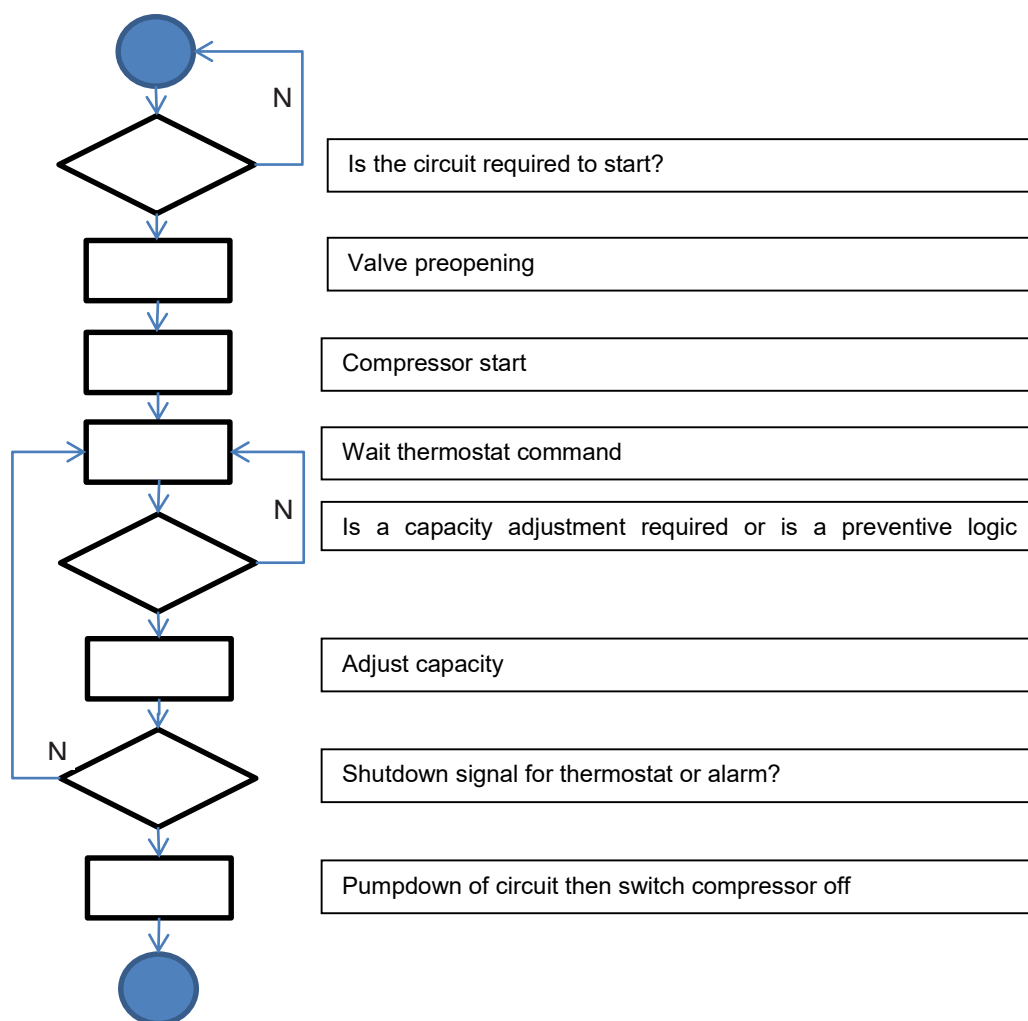 N
Is the circuit required to start?
Valve preopening
Compressor start
Wait thermostat command
N
Is a capacity adjustment required or is a preventive logic
Adjust capacity
N
Shutdown signal for thermostat or alarm?
Pumpdown of circuit then switch compressor off